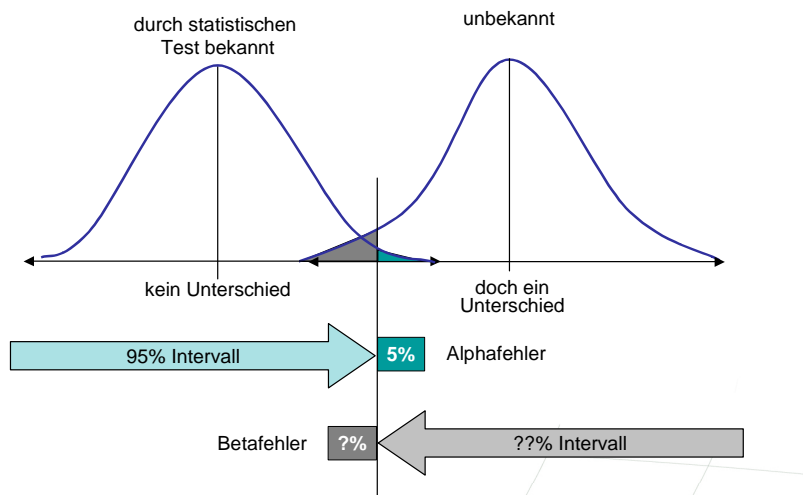 durch statistischen
Test bekannt
unbekannt
kein Unterschied
doch ein
Unterschied
95% Intervall
5%
Alphafehler
Betafehler
?%
??% Intervall